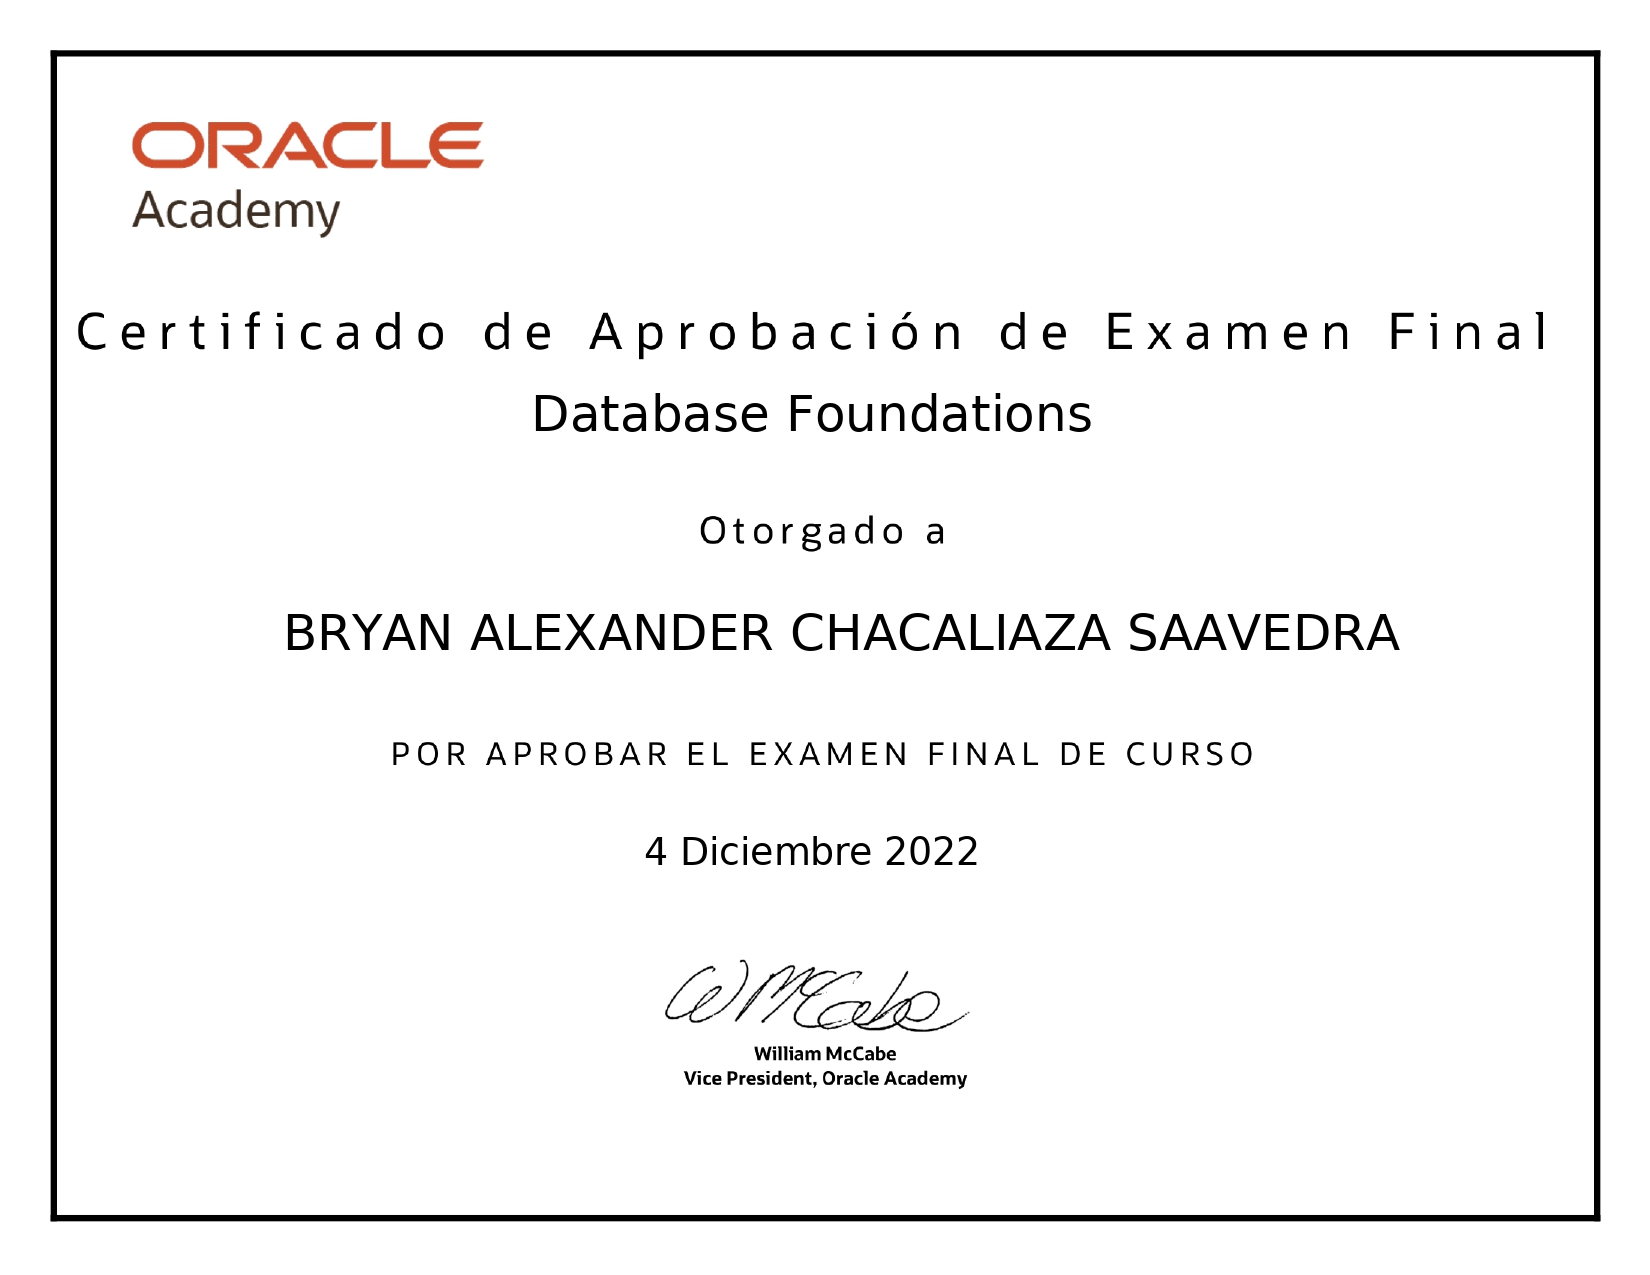 ORACLE
Academy
Certificado de Aprobación de Examen Final
Database Foundations
Otorgado a
BRYAN ALEXANDER CHACALIAZA SAAVEDRA
POR APROBAR EL EXAMEN FINAL DE CURSO
4 Diciembre 2022
W McCabe
William McCabe
Vice President, Oracle Academy